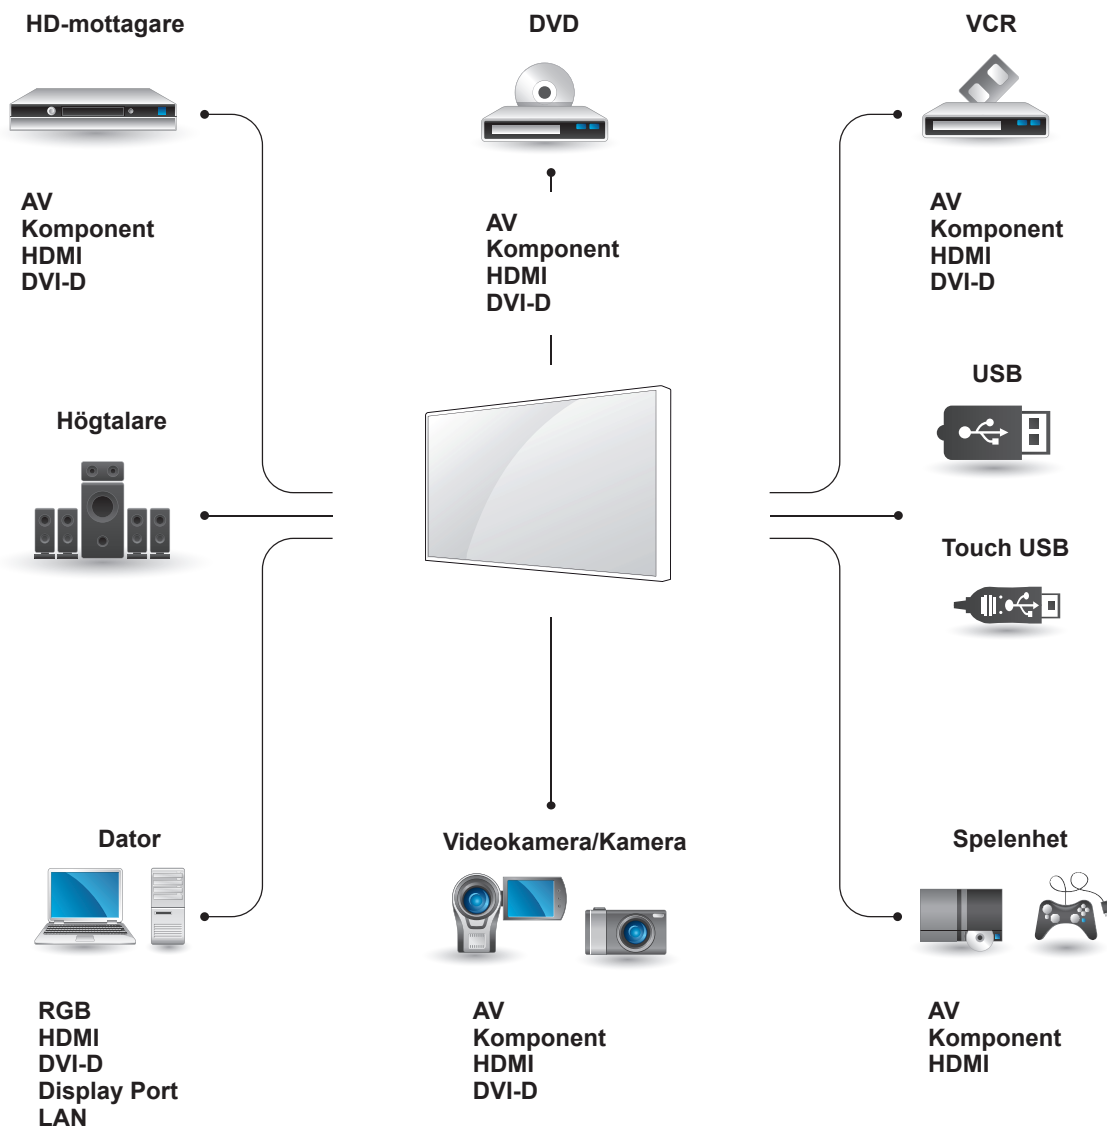 HD-mottagare
AV
Komponent
HDMI
DVI-D
DVD
AV
Komponent
HDMI
DVI-D
VCR
AV
Komponent
HDMI
DVI-D
Högtalare
USB
Touch USB
Dator
RGB
HDMI
DVI-D
Display Port
LAN
Videokamera/Kamera
AV
Komponent
HDMI
DVI-D
Spelenhet
AV
Komponent
HDMI